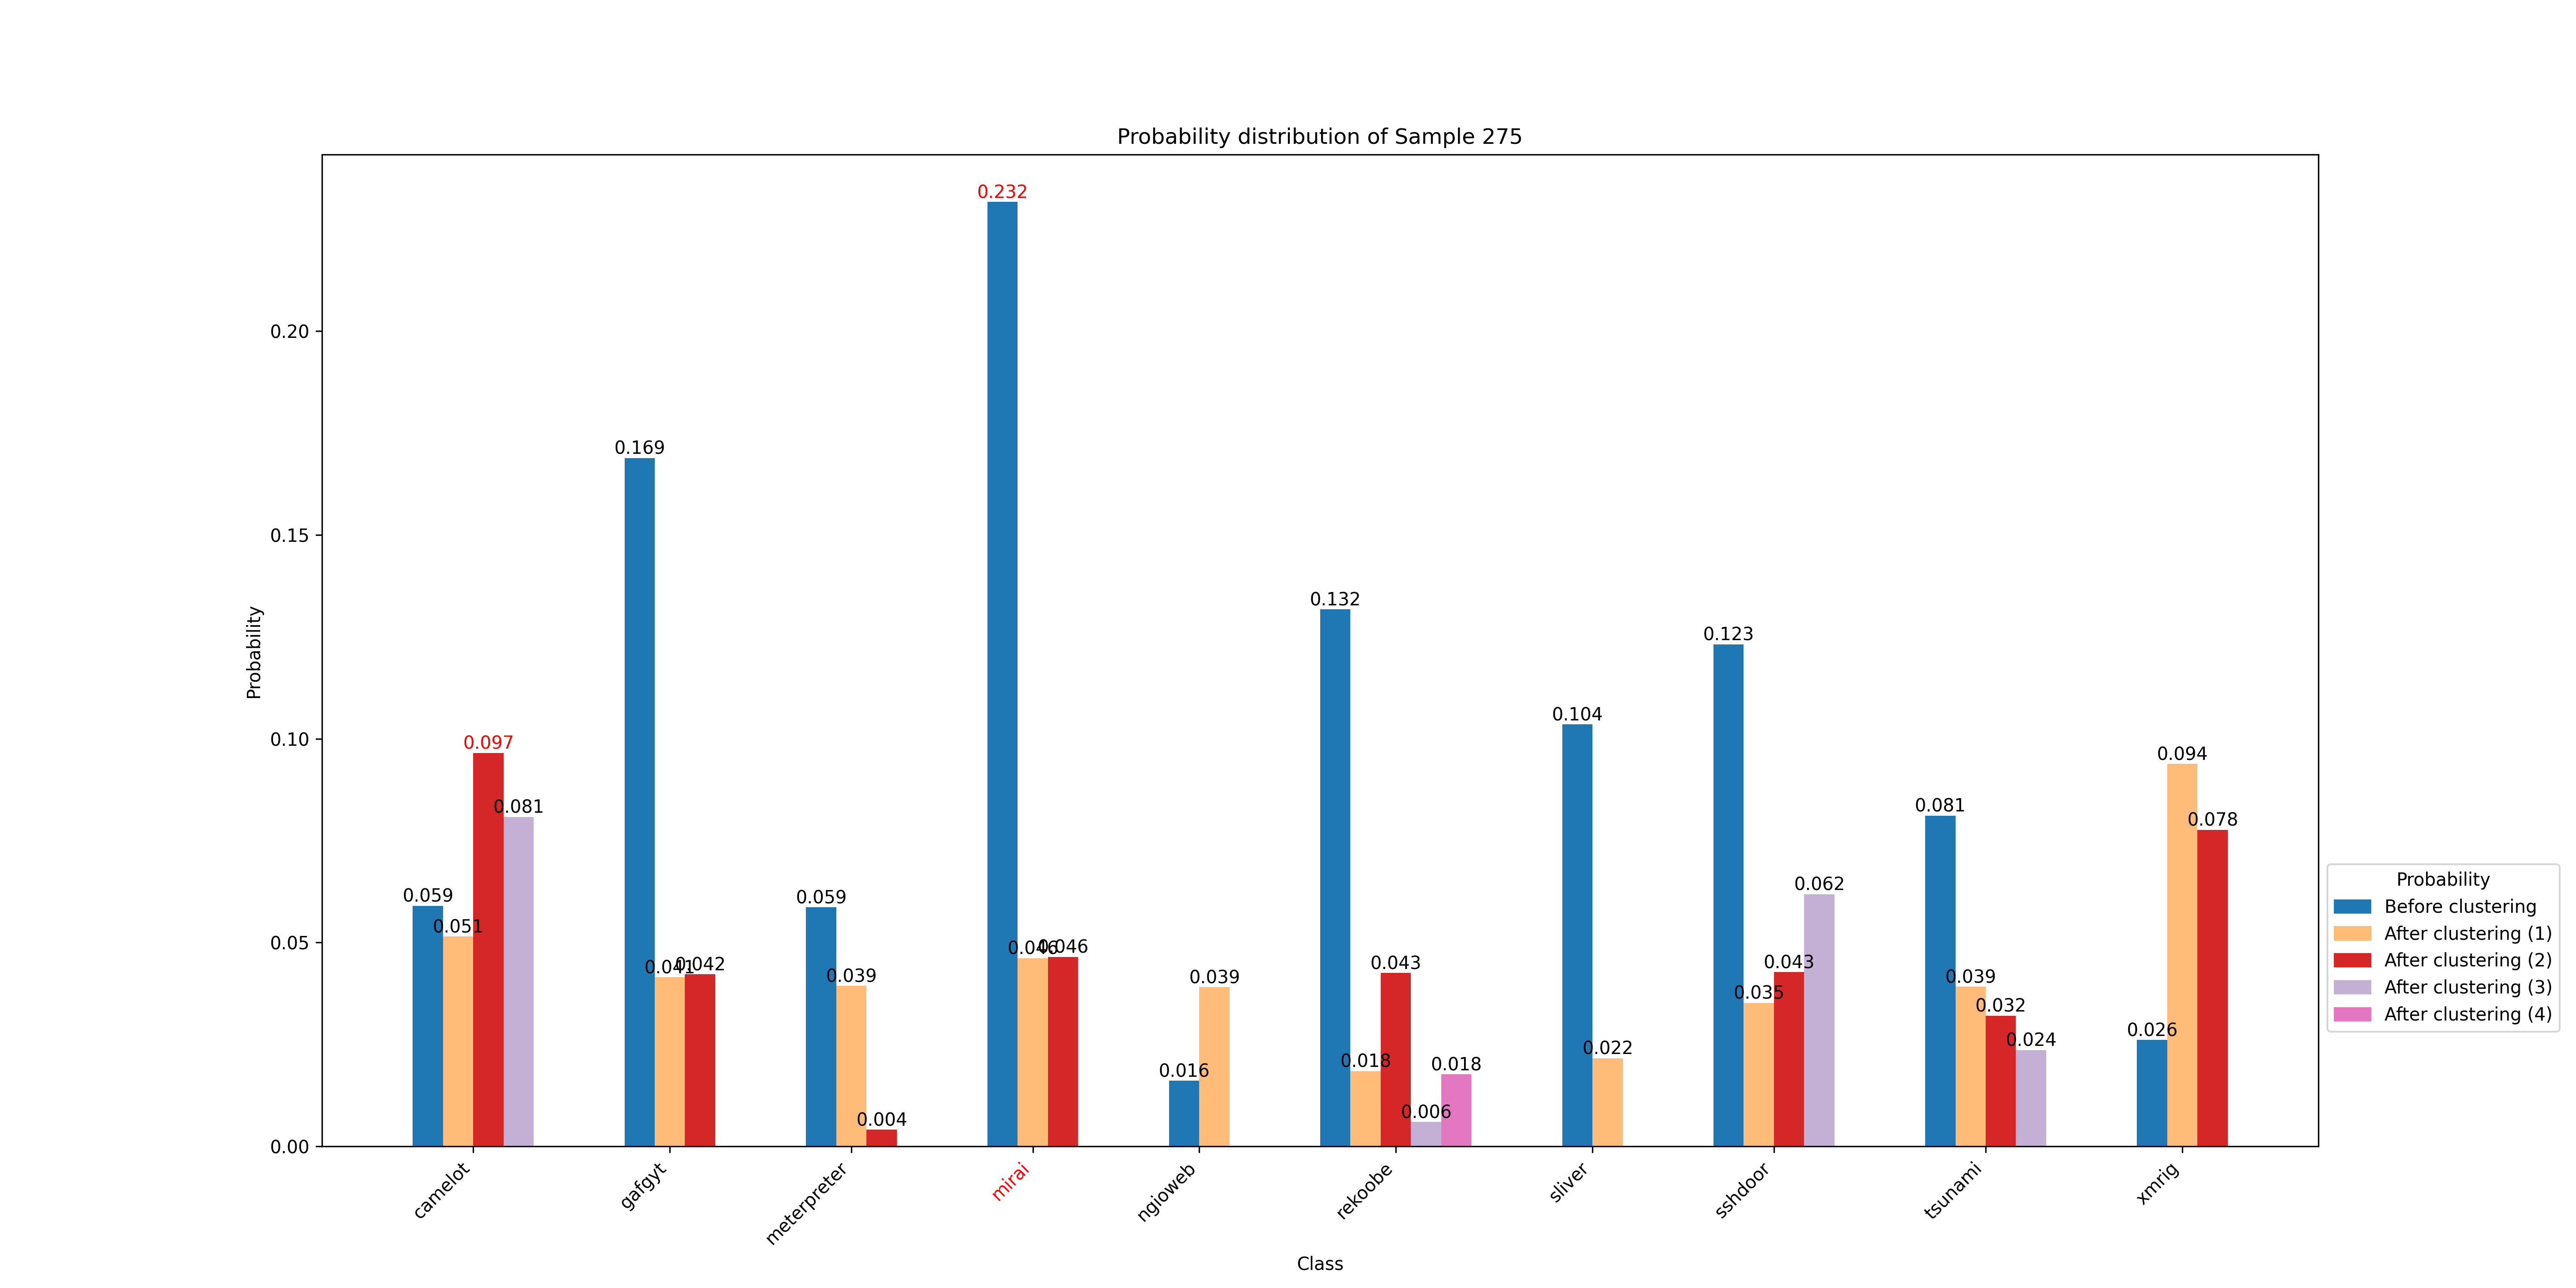 Probability distribution of Sample 275
0.232
0.20
0.169
0.15
0.132
0.123
0.104
0.10
0.097
0.094
0.081
0.081
0.078
0.059
0.059
0.062
0.051
0.05
0.046
0.046
0.041
0.042
0.043
0.043
0.039
0.039
0.039
0.035
0.032
0.026
0.024
0.022
0.018
0.018
0.016
0.006
0.004
0.00
Probability
camelot
gafgyt
meterpreter
mirai
ngioweb
rekoobe
sliver
sshdoor
tsunami
xmrig
Class
Probability
Before clustering
After clustering (1)
After clustering (2)
After clustering (3)
After clustering (4)